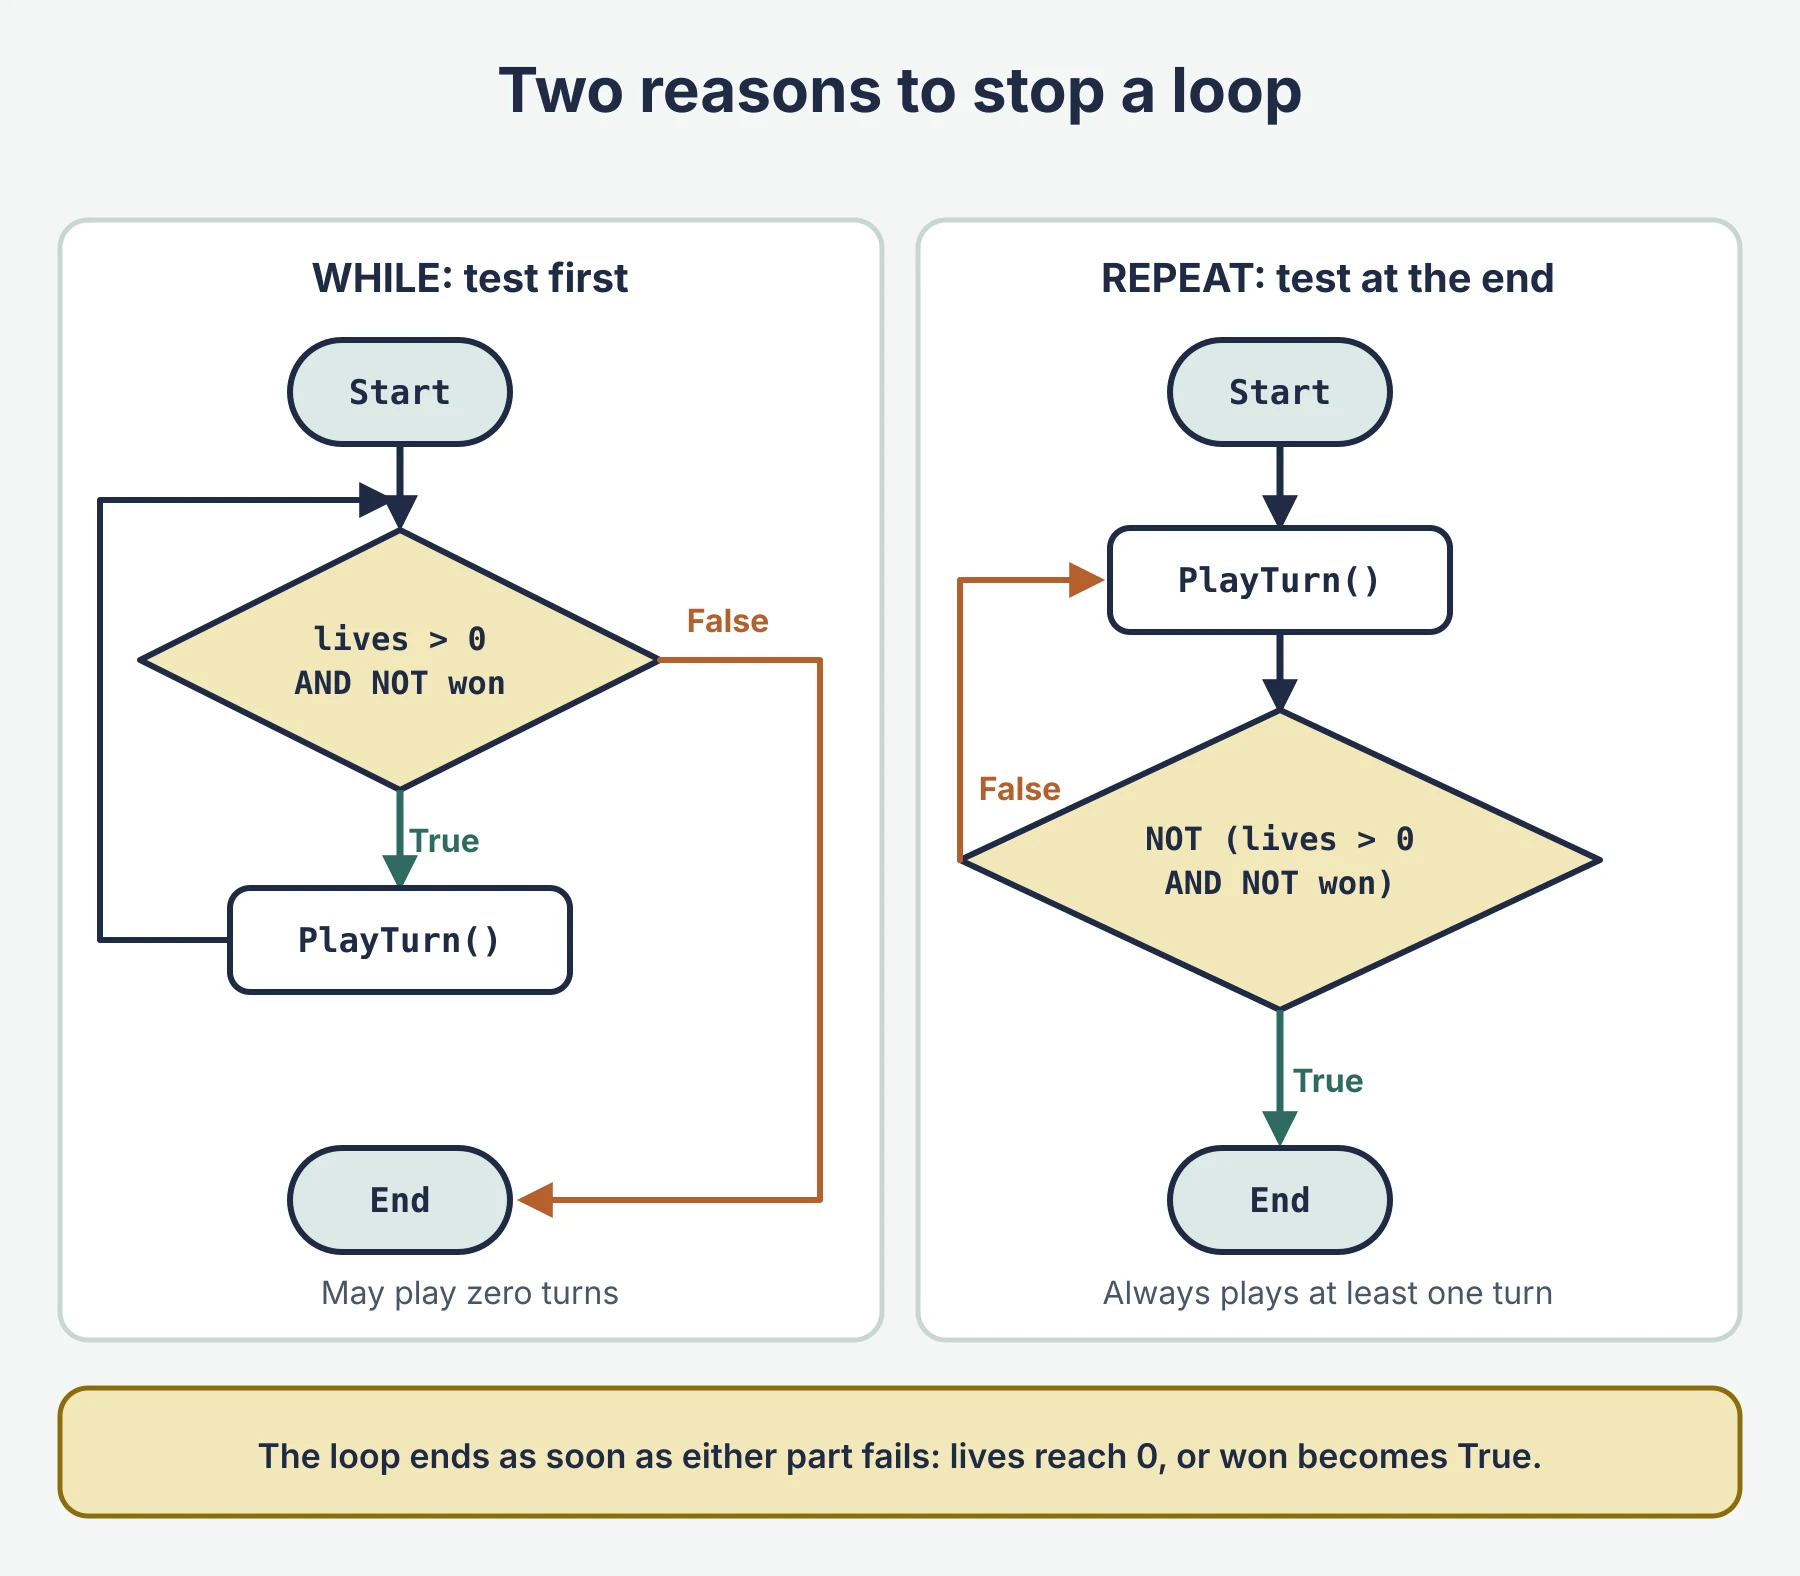 Two reasons to stop a loop
WHILE: test first
Start
lives > 0
AND NOT won
False
True
PlayTurn()
End
May play zero turns
REPEAT: test at the end
Start
PlayTurn()
False
NOT (lives > 0
AND NOT won)
True
End
Always plays at least one turn
The loop ends as soon as either part fails: lives reach 0, or won becomes True.